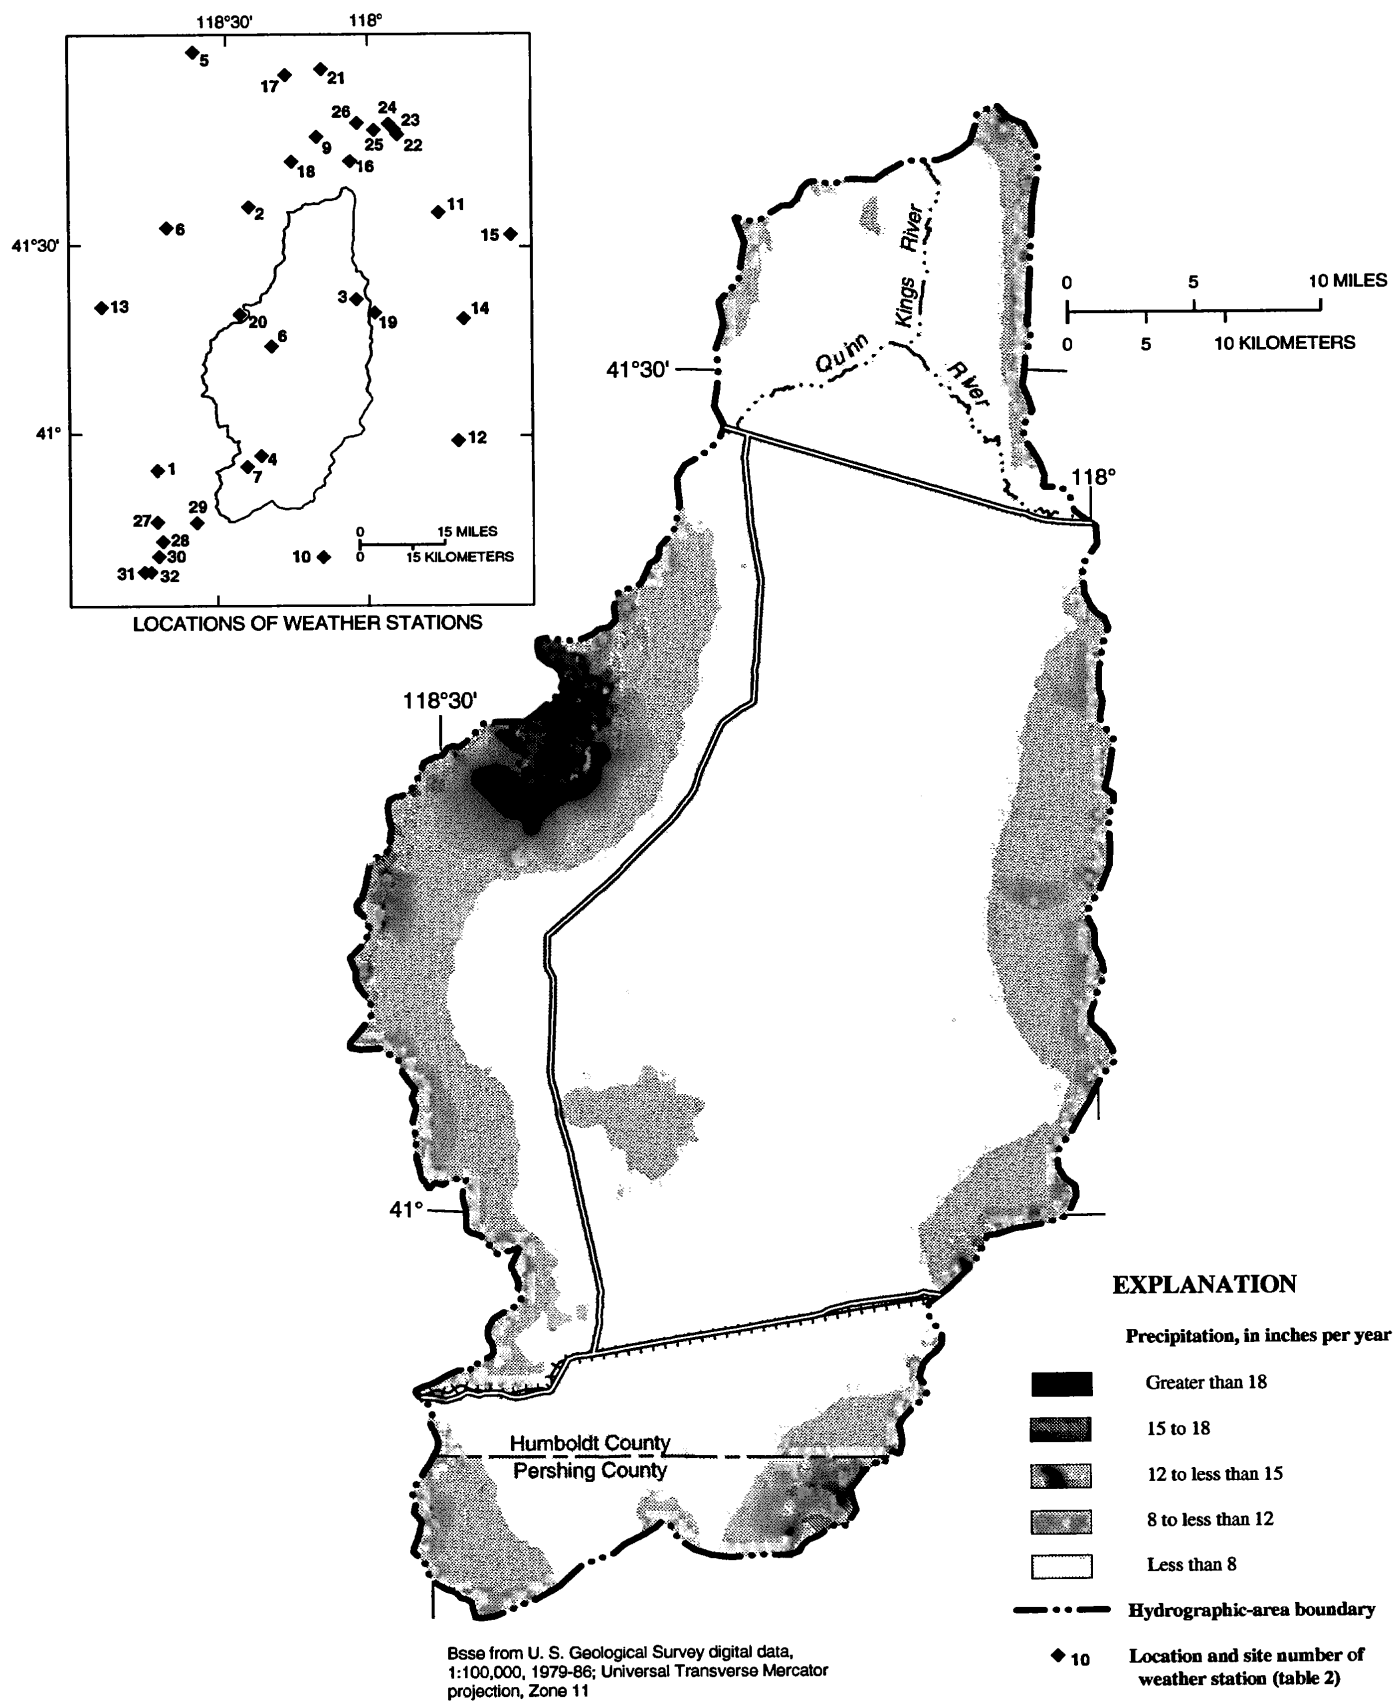 118°30' 118°
5
17 21
24
26 23
25 22
9
18 16
2 11
6 15
41°30'
13 3 14
20 19
6
41° 12
4
1 7
29
27
28
30
31 32
10
0 15 MILES
0 15 KILOMETERS
LOCATIONS OF WEATHER STATIONS
Kings River
Quinn River
0 5 10 MILES
0 5 10 KILOMETERS
41°30'
118°
118°30'
41°
Humboldt County
Pershing County
EXPLANATION
Precipitation, in inches per year
Greater than 18
15 to 18
12 to less than 15
8 to less than 12
Less than 8
Hydrographic-area boundary
10 Location and site number of
weather station (table 2)
Bsse from U. S. Geological Survey digital data,
1:100,000, 1979-86; Universal Transverse Mercator
projection, Zone 11